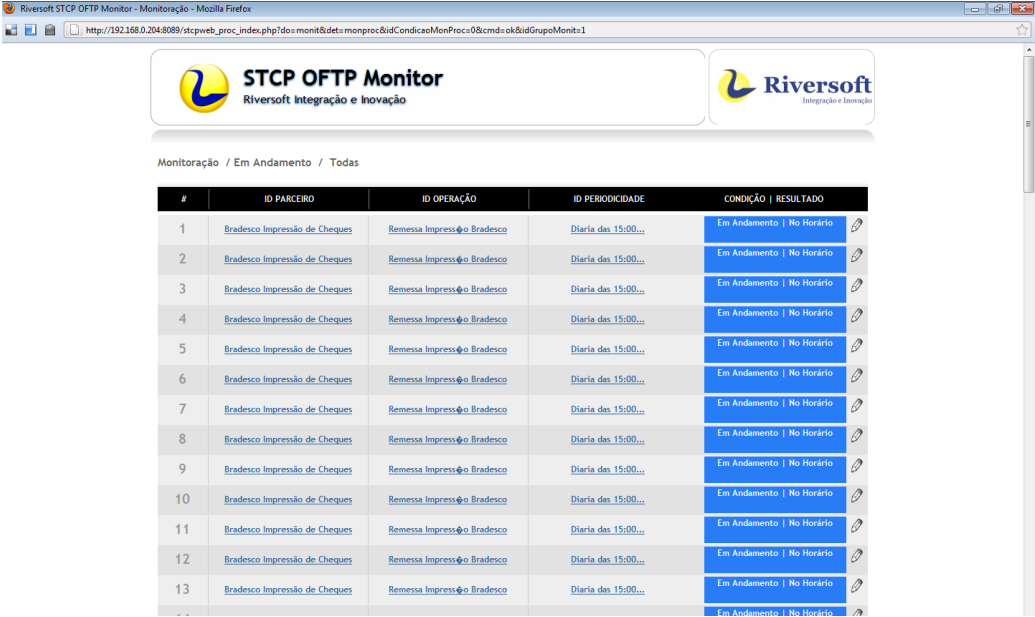 Riversoft STCP OFTP Monitor - Monitoração - Mozilla Firefox
http://192.168.0.204:8089/stcpweb_proc_index.php?do=monit&det=monproc&idCondicaoMonProc=0&cmd=ok&idGrupoMonit=1
STCP OFTP Monitor
Riversoft Integração e Inovação
Riversoft
Integração e Inovação
Monitoração / Em Andamento / Todas
# ID PARCEIRO ID OPERAÇÃO ID PERIODICIDADE CONDIÇÃO | RESULTADO
1 Bradesco Impressão de Cheques Remessa Impress�o Bradesco Diaria das 15:00... Em Andamento | No Horário
2 Bradesco Impressão de Cheques Remessa Impress�o Bradesco Diaria das 15:00... Em Andamento | No Horário
3 Bradesco Impressão de Cheques Remessa Impress�o Bradesco Diaria das 15:00... Em Andamento | No Horário
4 Bradesco Impressão de Cheques Remessa Impress�o Bradesco Diaria das 15:00... Em Andamento | No Horário
5 Bradesco Impressão de Cheques Remessa Impress�o Bradesco Diaria das 15:00... Em Andamento | No Horário
6 Bradesco Impressão de Cheques Remessa Impress�o Bradesco Diaria das 15:00... Em Andamento | No Horário
7 Bradesco Impressão de Cheques Remessa Impress�o Bradesco Diaria das 15:00... Em Andamento | No Horário
8 Bradesco Impressão de Cheques Remessa Impress�o Bradesco Diaria das 15:00... Em Andamento | No Horário
9 Bradesco Impressão de Cheques Remessa Impress�o Bradesco Diaria das 15:00... Em Andamento | No Horário
10 Bradesco Impressão de Cheques Remessa Impress�o Bradesco Diaria das 15:00... Em Andamento | No Horário
11 Bradesco Impressão de Cheques Remessa Impress�o Bradesco Diaria das 15:00... Em Andamento | No Horário
12 Bradesco Impressão de Cheques Remessa Impress�o Bradesco Diaria das 15:00... Em Andamento | No Horário
13 Bradesco Impressão de Cheques Remessa Impress�o Bradesco Diaria das 15:00... Em Andamento | No Horário
Em Andamento | No Horário